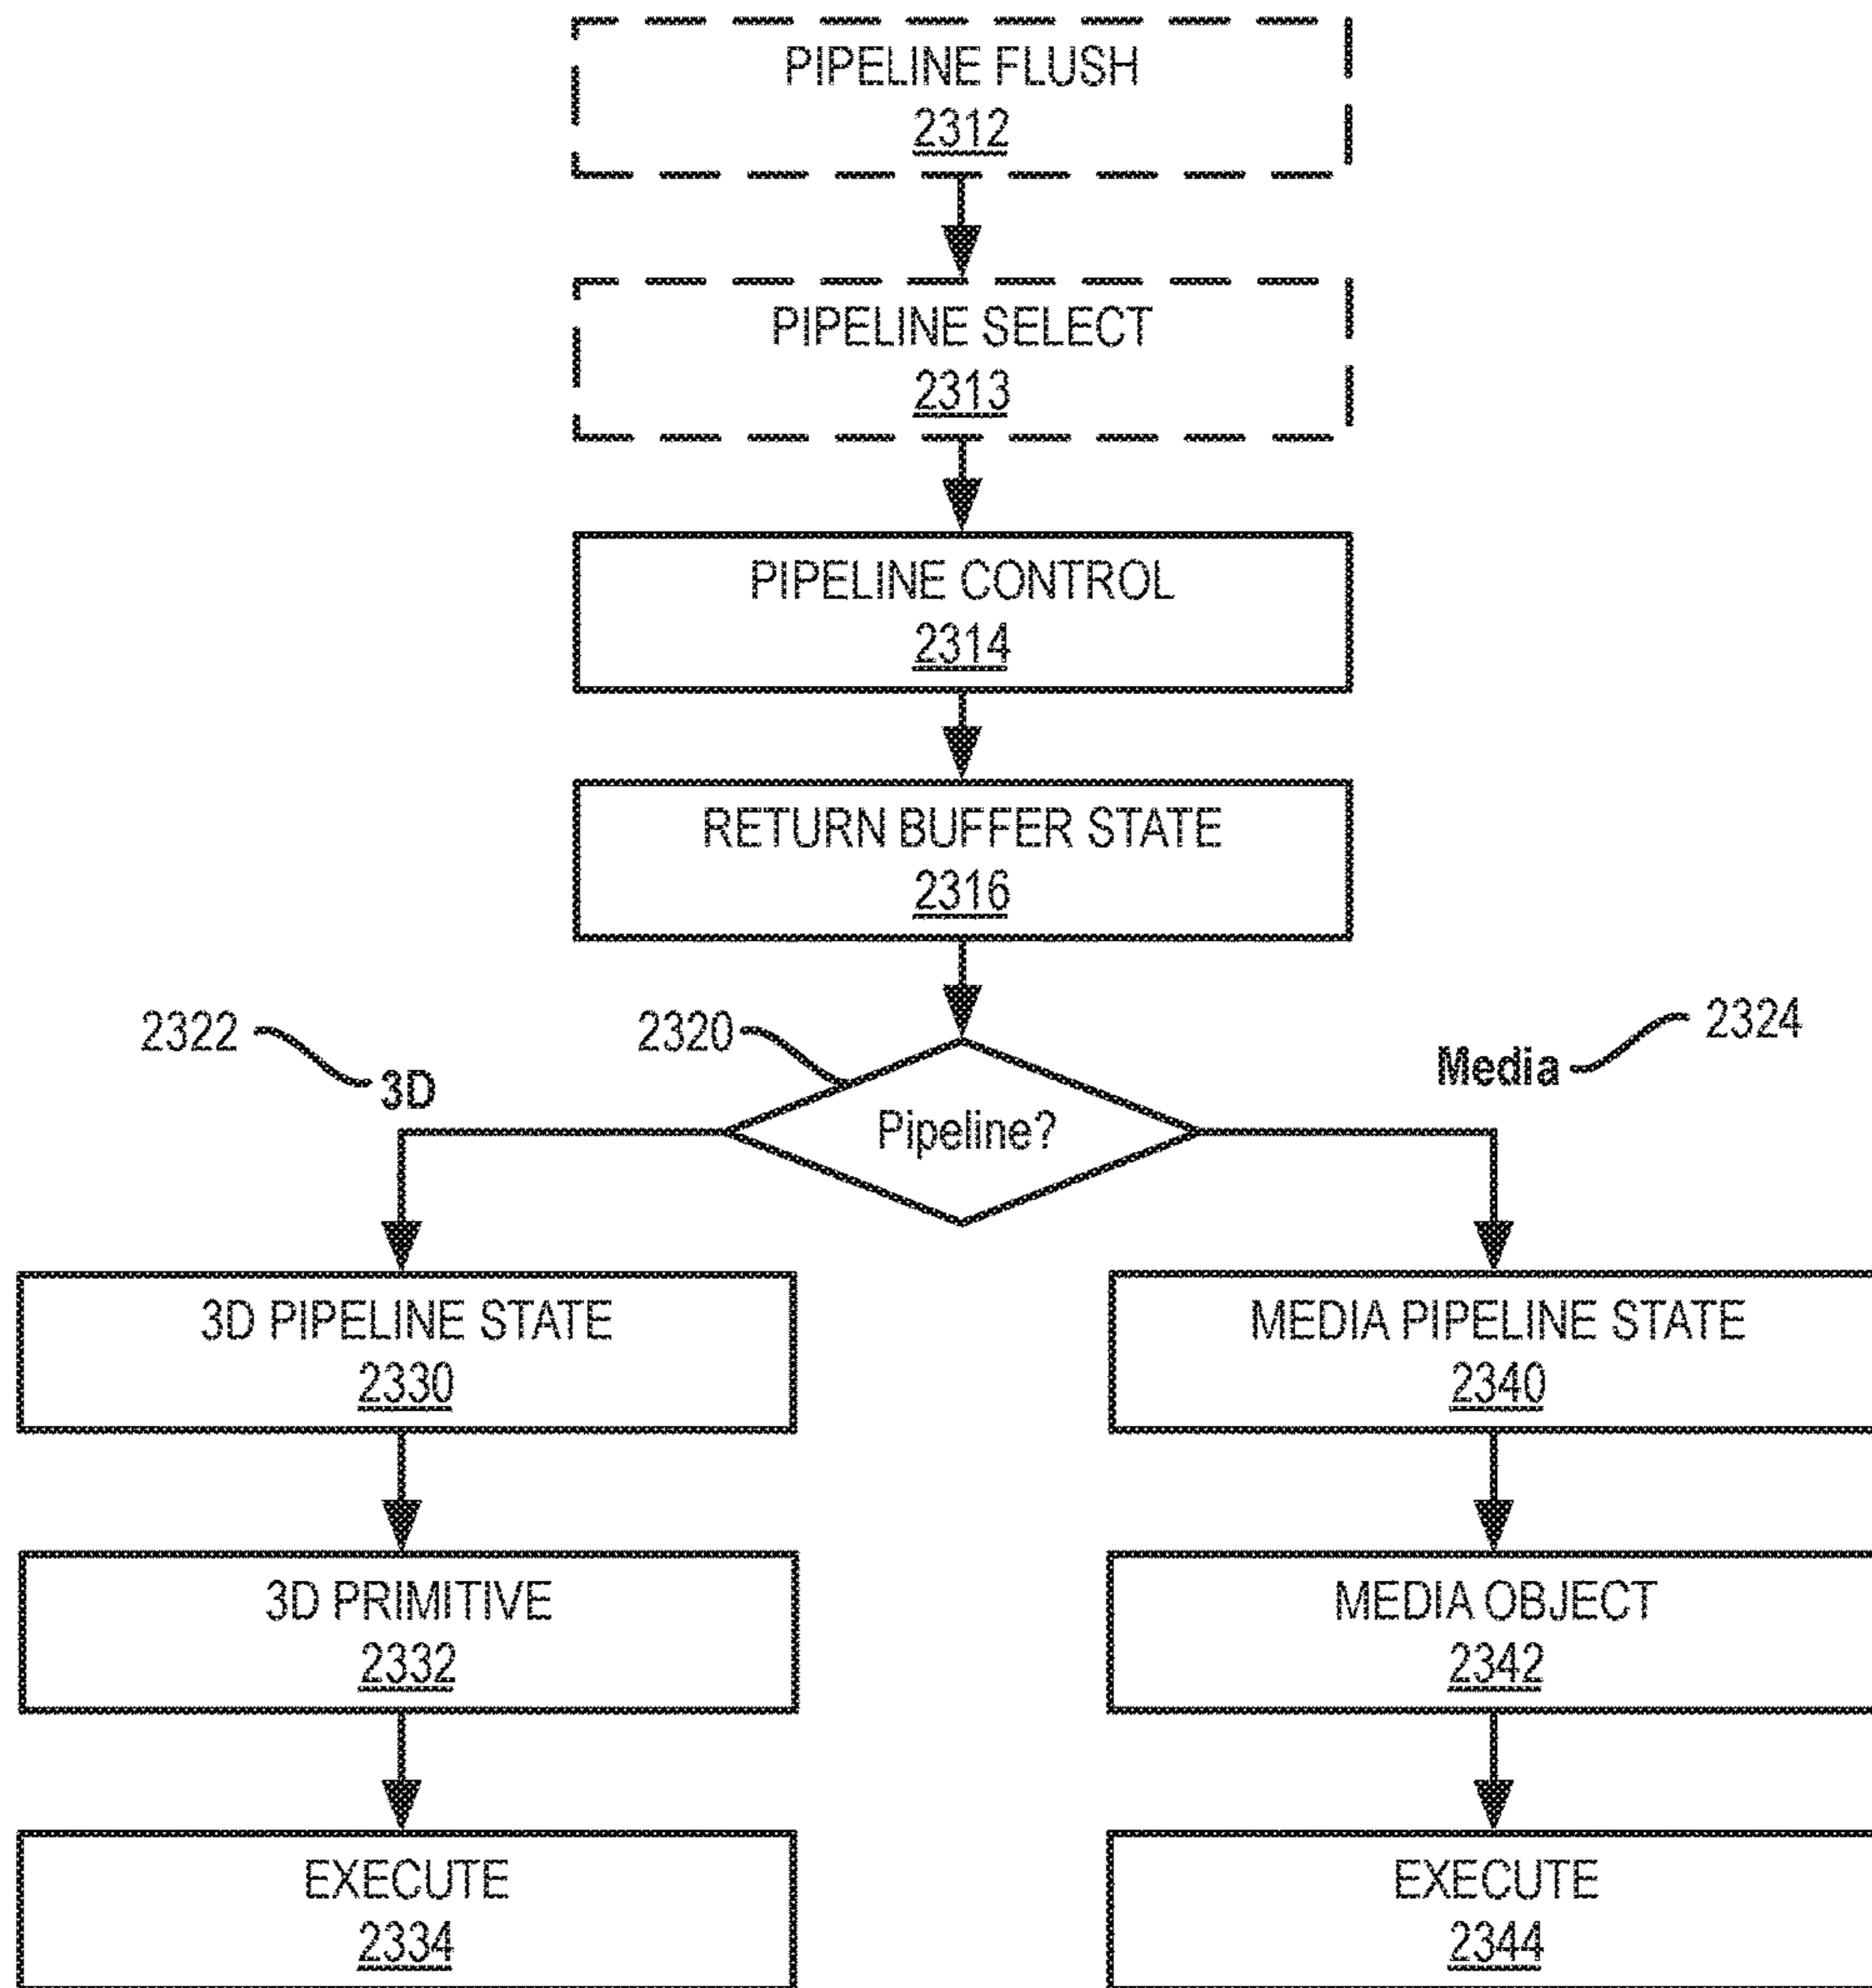 PIPELINE FLUSH
2312
PIPELINE SELECT
2313
PIPELINE CONTROL
2314
RETURN BUFFER STATE
2316
2322
3D
2320
Pipeline?
Media
2324
3D PIPELINE STATE
2330
MEDIA PIPELINE STATE
2340
3D PRIMITIVE
2332
MEDIA OBJECT
2342
EXECUTE
2334
EXECUTE
2344